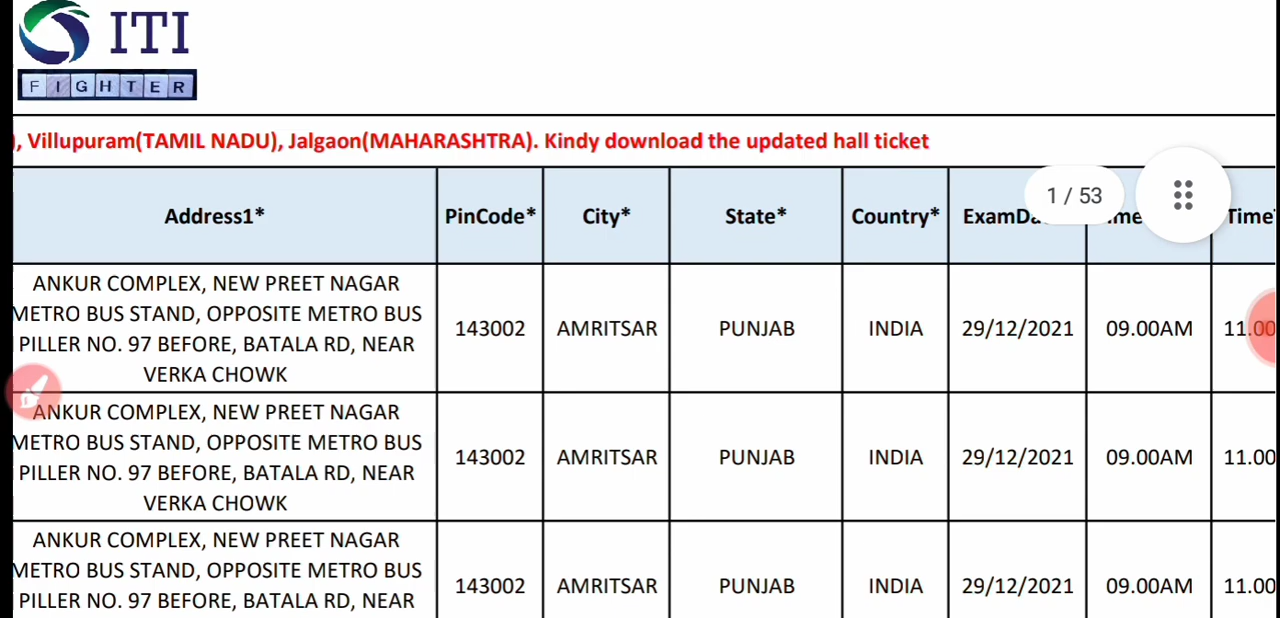 ITI
FIGHTER
), Villupuram(TAMIL NADU), Jalgaon(MAHARASHTRA). Kindy download the updated hall ticket
1 / 53
Address1* PinCode* City* State* Country*
ANKUR COMPLEX, NEW PREET NAGAR
METRO BUS STAND, OPPOSITE METRO BUS
PILLER NO. 97 BEFORE, BATALA RD, NEAR
VERKA CHOWK
143002 AMRITSAR PUNJAB INDIA 29/12/2021 09.00AM 11.00
ANKUR COMPLEX, NEW PREET NAGAR
METRO BUS STAND, OPPOSITE METRO BUS
PILLER NO. 97 BEFORE, BATALA RD, NEAR
VERKA CHOWK
143002 AMRITSAR PUNJAB INDIA 29/12/2021 09.00AM 11.00
ANKUR COMPLEX, NEW PREET NAGAR
METRO BUS STAND, OPPOSITE METRO BUS
PILLER NO. 97 BEFORE, BATALA RD, NEAR
143002 AMRITSAR PUNJAB INDIA 29/12/2021 09.00AM 11.00